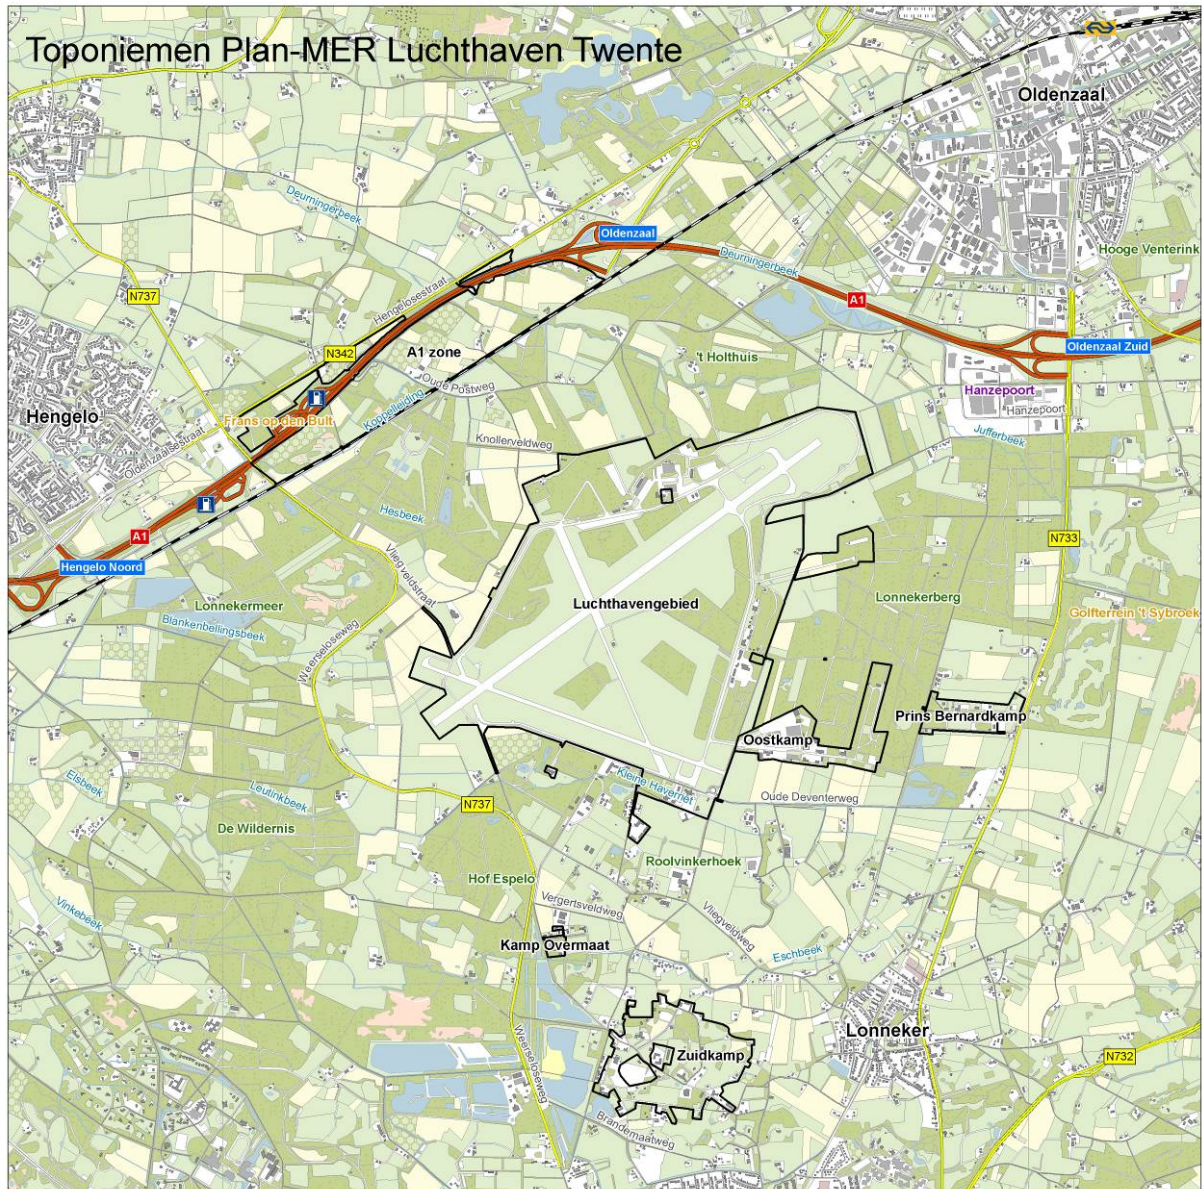 Toponiemen Plan-MER Luchthaven Twente
Oldenzaal
Deurningerbeek
Oldenzaal
Hooge Venterink
Deurningerbeek
N737
Hengelosestraat
A1
N342
A1 zone
't Holthuis
Oldenzaal Zuid
Oude Postweg
Hanzepoort
Hengelo
Frans op den Bult
Koppelleiding
Hanzepoort
Oldenzaalsestraat
Knollerveldweg
Jufferbeek
Hesbeek
A1
N733
Hengelo Noord
Vliegveldstraat
Lonnekermeer
Luchthavengebied
Lonnekerberg
Golfterrein 't Sybroek
Blankenbellingsbeek
Weerseloseweg
Prins Bernardkamp
Oostkamp
Elsbeek
Leutinkbeek
Kleine Havernet
Oude Deventerweg
N737
De Wildernis
Roolvinkerhoek
Hof Espelo
Vergertsveldweg
Vinkebeek
Vliegveldweg
Kamp Overmaat
Eschbeek
Lonneker
Weerseloseweg
Zuidkamp
N732
Brandemaatweg